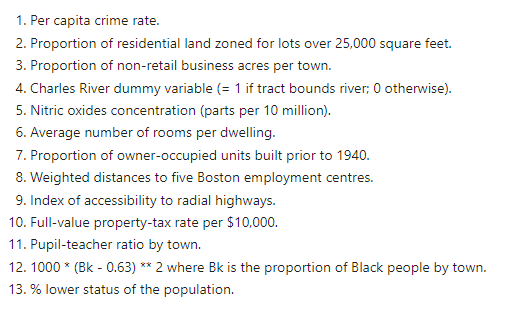 1. Per capita crime rate.
2. Proportion of residential land zoned for lots over 25,000 square feet.
3. Proportion of non-retail business acres per town.
4. Charles River dummy variable (= 1 if tract bounds river; 0 otherwise).
5. Nitric oxides concentration (parts per 10 million).
6. Average number of rooms per dwelling.
7. Proportion of owner-occupied units built prior to 1940.
8. Weighted distances to five Boston employment centres.
9. Index of accessibility to radial highways.
10. Full-value property-tax rate per $10,000.
11. Pupil-teacher ratio by town.
12. 1000 * (Bk - 0.63) ** 2 where Bk is the proportion of Black people by town.
13. % lower status of the population.